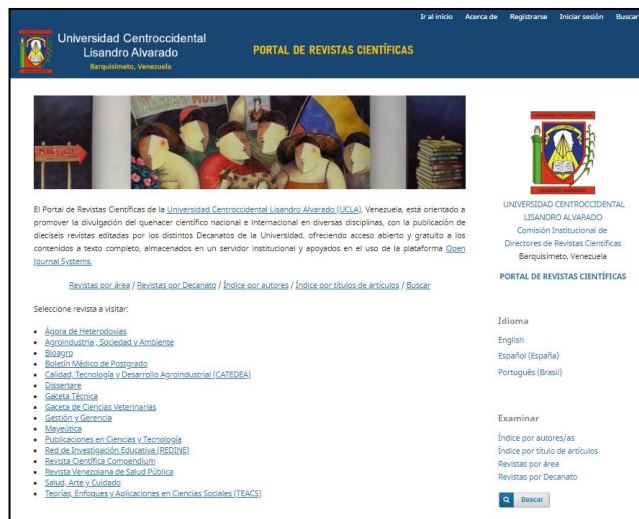 Ir al inicio Acerca de Registrarse Iniciar sesión Buscar
Universidad Centroccidental
Lisandro Alvarado
Barquisimeto, Venezuela
PORTAL DE REVISTAS CIENTÍFICAS
El Portal de Revistas Científicas de la Universidad Centroccidental Lisandro Alvarado (UCLA), Venezuela, está orientado a
promover la divulgación del quehacer científico nacional e internacional en diversas disciplinas, con la publicación de
dieciseis revistas editadas por los distintos Decanatos de la Universidad, ofreciendo acceso abierto y gratuito a los
contenidos a texto completo, almacenados en un servidor institucional y apoyados en el uso de la plataforma Open
Journal Systems.
Revistas por área / Revistas por Decanato / Índice por autores / Índice por títulos de artículos / Buscar
Seleccione revista a visitar:
Ágora de Heterodoxias
Agroindustria, Sociedad y Ambiente
Bioagro
Boletín Médico de Postgrado
Calidad, Tecnología y Desarrollo Agroindustrial (CATEDEA)
Dissertare
Gaceta Técnica
Gaceta de Ciencias Veterinarias
Gestión y Gerencia
Mayéutica
Publicaciones en Ciencias y Tecnología
Red de Investigación Educativa (REDINE)
Revista Científica Compendium
Revista Venezolana de Salud Pública
Salud, Arte y Cuidado
Teorías, Enfoques y Aplicaciones en Ciencias Sociales (TEACS)
UNIVERSIDAD CENTROCCIDENTAL
LISANDRO ALVARADO
Comisión Institucional de
Directores de Revistas Científicas
Barquisimeto, Venezuela
PORTAL DE REVISTAS CIENTÍFICAS
Idioma
English
Español (España)
Português (Brasil)
Examinar
Índice por autores/as
Índice por título de artículos
Revistas por área
Revistas por Decanato
Buscar